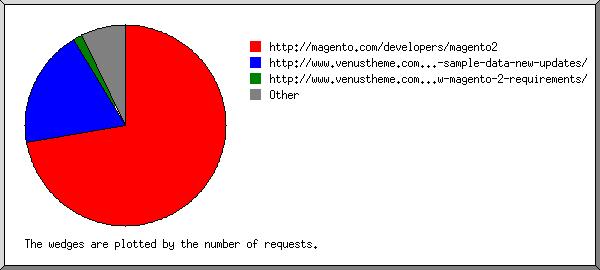 http://magento.com/developers/magento2
http://www.venustheme.com...-sample-data-new-updates/
http://www.venustheme.com...w-magento-2-requirements/
Other
The wedges are plotted by the number of requests.